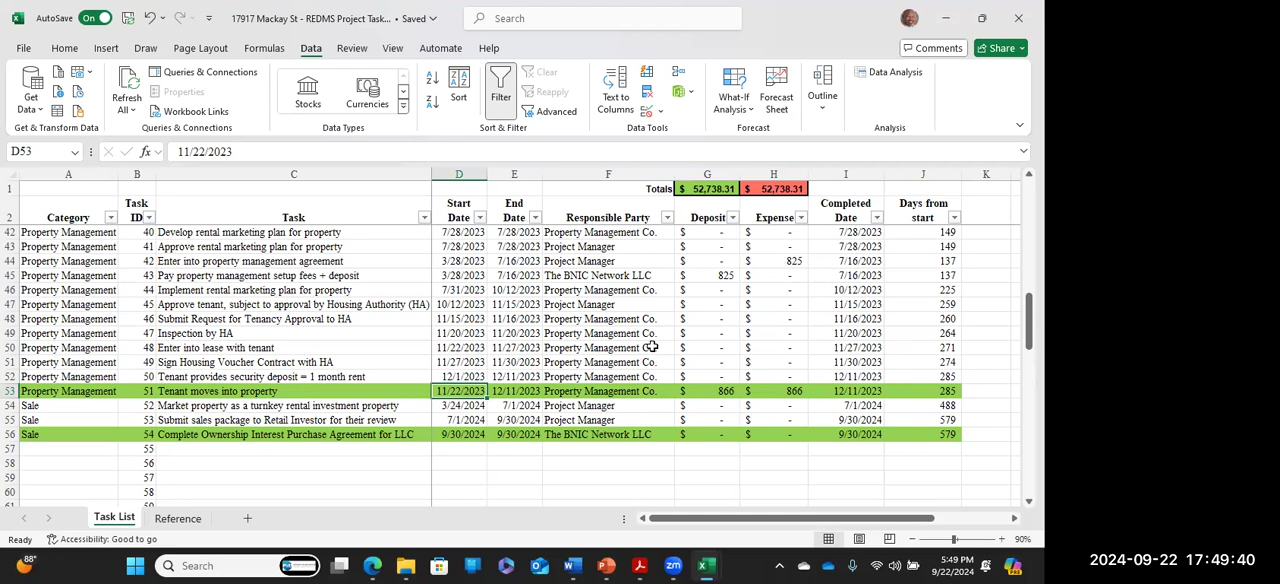 AutoSave On 17917 Mackay St - REDMS Project Task... • Saved Search
File Home Insert Draw Page Layout Formulas Data Review View Automate Help Comments Share
Get Data Refresh All Queries & Connections Properties Workbook Links Stocks Currencies Sort Filter Clear Reapply Advanced Text to Columns What-If Analysis Forecast Sheet Outline Data Analysis
Get & Transform Data Queries & Connections Data Types Sort & Filter Data Tools Forecast Analysis
D53 fx 11/22/2023
A B C D E F G H I J K
1 Totals $ 52,738.31 $ 52,738.31
2 Category Task ID Task Start Date End Date Responsible Party Deposit Expense Completed Date Days from start
42 Property Management 40 Develop rental marketing plan for property 7/28/2023 7/28/2023 Property Management Co. $ - $ - 7/28/2023 149
43 Property Management 41 Approve rental marketing plan for property 7/28/2023 7/28/2023 Project Manager $ - $ - 7/28/2023 149
44 Property Management 42 Enter into property management agreement 3/28/2023 7/16/2023 Property Management Co. $ - $ 825 7/16/2023 137
45 Property Management 43 Pay property management setup fees + deposit 3/28/2023 7/16/2023 The BNIC Network LLC $ 825 $ - 7/16/2023 137
46 Property Management 44 Implement rental marketing plan for property 7/31/2023 10/12/2023 Property Management Co. $ - $ - 10/12/2023 225
47 Property Management 45 Approve tenant, subject to approval by Housing Authority (HA) 10/12/2023 11/15/2023 Project Manager $ - $ - 11/15/2023 259
48 Property Management 46 Submit Request for Tenancy Approval to HA 11/15/2023 11/16/2023 Property Management Co. $ - $ - 11/16/2023 260
49 Property Management 47 Inspection by HA 11/20/2023 11/20/2023 Property Management Co. $ - $ - 11/20/2023 264
50 Property Management 48 Enter into lease with tenant 11/22/2023 11/27/2023 Property Management Co. $ - $ - 11/27/2023 271
51 Property Management 49 Sign Housing Voucher Contract with HA 11/27/2023 11/30/2023 Property Management Co. $ - $ - 11/30/2023 274
52 Property Management 50 Tenant provides security deposit = 1 month rent 12/1/2023 12/11/2023 Property Management Co. $ - $ - 12/11/2023 285
53 Property Management 51 Tenant moves into property 11/22/2023 12/11/2023 Property Management Co. $ 866 $ 866 12/11/2023 285
54 Sale 52 Market property as a turnkey rental investment property 3/24/2024 7/1/2024 Project Manager $ - $ - 7/1/2024 488
55 Sale 53 Submit sales package to Retail Investor for their review 7/1/2024 9/30/2024 Project Manager $ - $ - 9/30/2024 579
56 Sale 54 Complete Ownership Interest Purchase Agreement for LLC 9/30/2024 9/30/2024 The BNIC Network LLC $ - $ - 9/30/2024 579
57 55
58 56
59 57
60 58
Task List Reference
Ready Accessibility: Good to go 90%
88° Search 5:49 PM
9/22/2024
2024-09-22 17:49:40